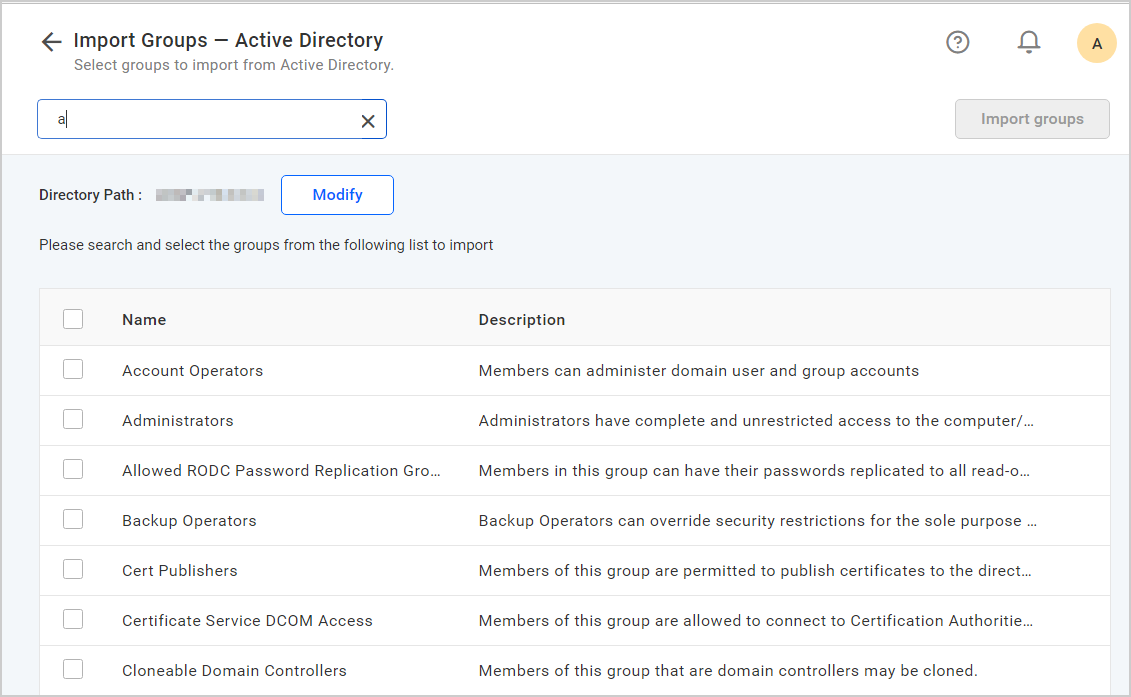 Import Groups — Active Directory
Select groups to import from Active Directory.
A
a
Import groups
Directory Path :
Modify
Please search and select the groups from the following list to import
Name Description
Account Operators Members can administer domain user and group accounts
Administrators Administrators have complete and unrestricted access to the computer/...
Allowed RODC Password Replication Gro... Members in this group can have their passwords replicated to all read-o...
Backup Operators Backup Operators can override security restrictions for the sole purpose ...
Cert Publishers Members of this group are permitted to publish certificates to the direct...
Certificate Service DCOM Access Members of this group are allowed to connect to Certification Authoritie...
Cloneable Domain Controllers Members of this group that are domain controllers may be cloned.